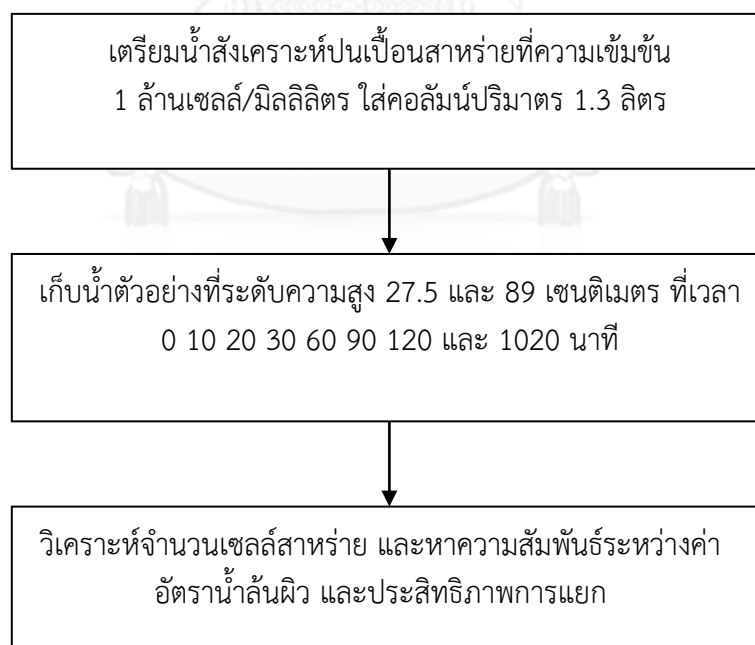 เตรียมน้ำสังเคราะห์ปนเปื้อนสาหร่ายที่ความเข้มข้น
1 ล้านเซลล์/มิลลิลิตร ใส่คอลัมน์ปริมาตร 1.3 ลิตร
เก็บน้ำตัวอย่างที่ระดับความสูง 27.5 และ 89 เซนติเมตร ที่เวลา
0 10 20 30 60 90 120 และ 1020 นาที
วิเคราะห์จำนวนเซลล์สาหร่าย และหาความสัมพันธ์ระหว่างค่า
อัตราน้ำล้นผิว และประสิทธิภาพการแยก